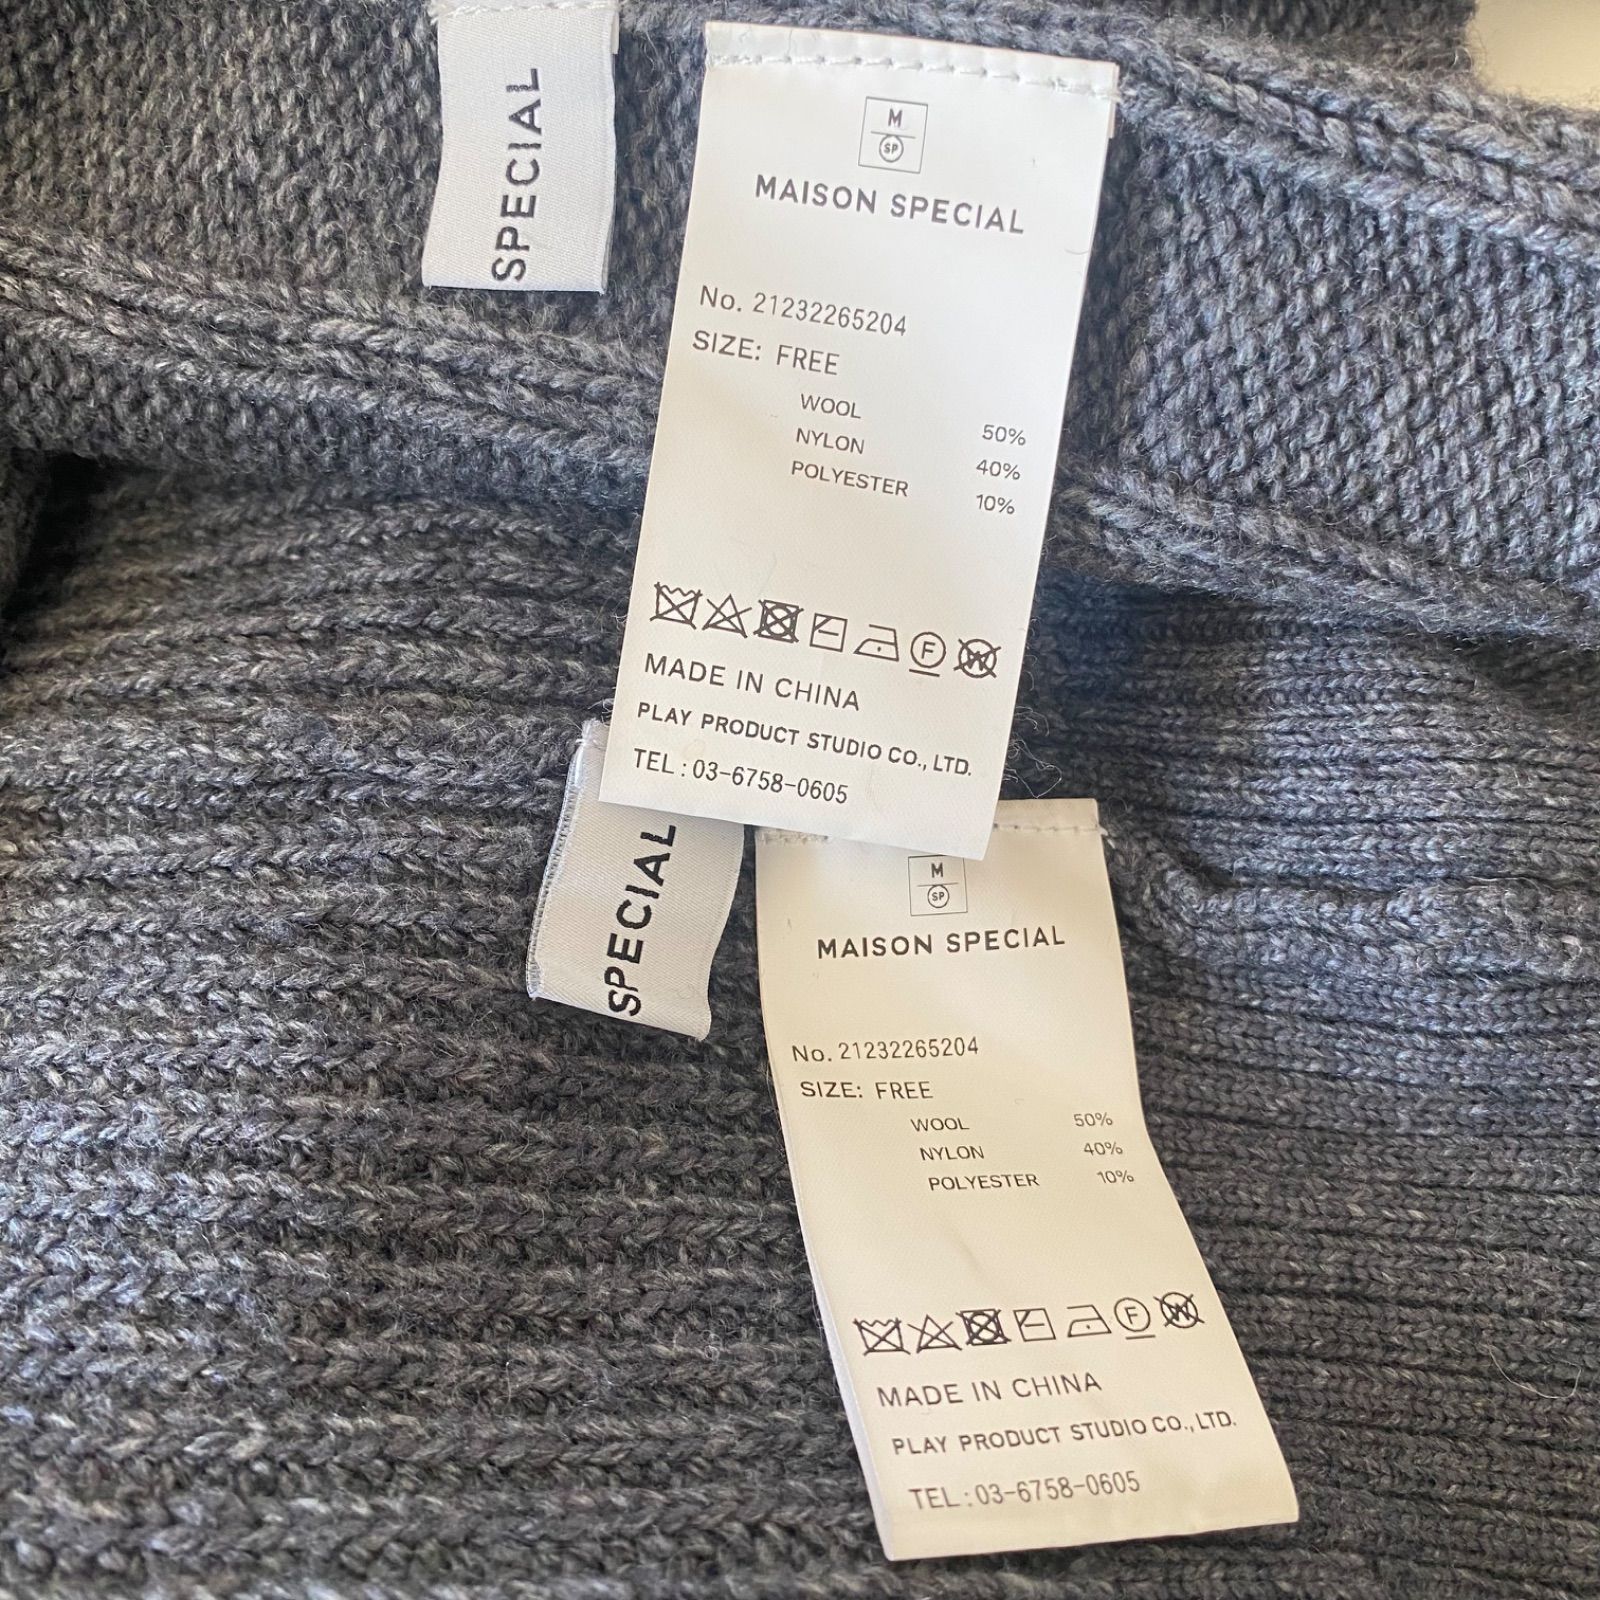 SPECIAL
M
SP
MAISON SPECIAL
No. 21232265204
SIZE: FREE
WOOL 50%
NYLON 40%
POLYESTER 10%
F
W
MADE IN CHINA
PLAY PRODUCT STUDIO CO., LTD.
TEL : 03-6758-0605
SPECIAL
M
SP
MAISON SPECIAL
No. 21232265204
SIZE: FREE
WOOL 50%
NYLON 40%
POLYESTER 10%
F
W
MADE IN CHINA
PLAY PRODUCT STUDIO CO., LTD.
TEL : 03-6758-0605